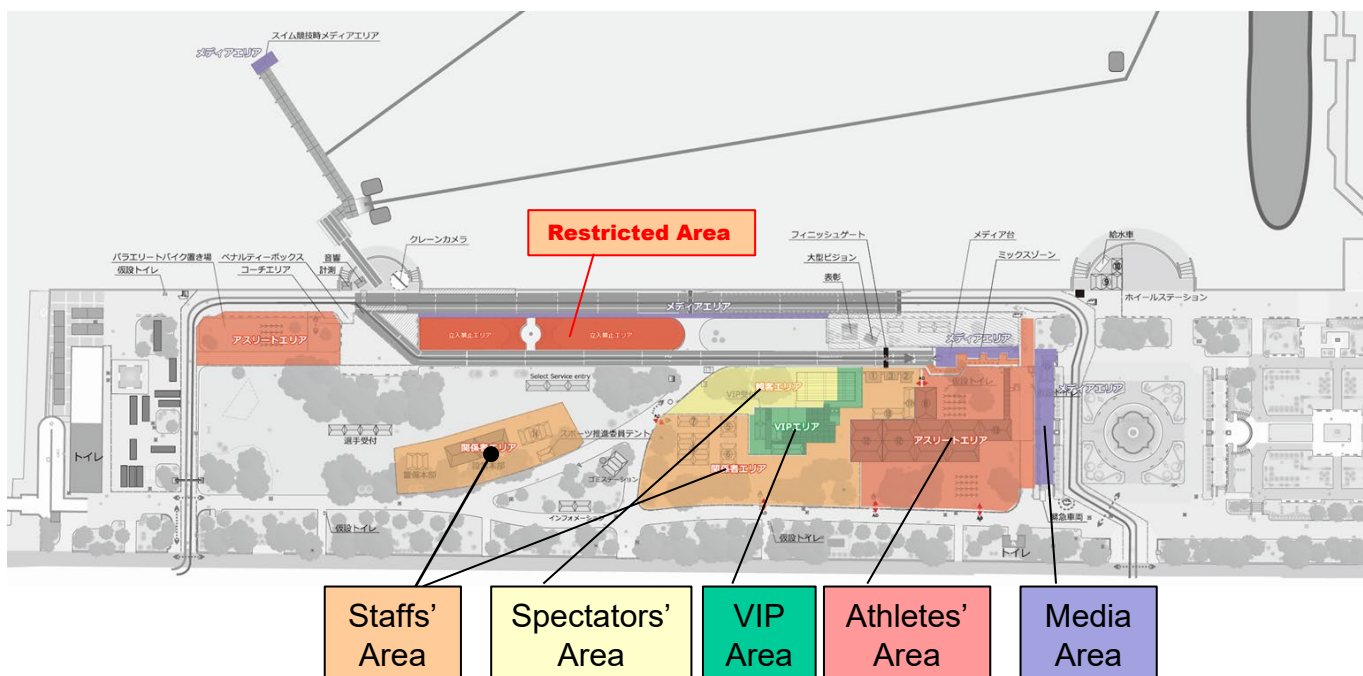 スイム競技時メディアエリア
メディアエリア
Restricted Area
クレーンカメラ
フィニッシュゲート
メディア台
給水車
パラエリートバイク置き場
ペナルティーボックス
音響
大型ビジョン
ミックスゾーン
仮設トイレ
コーチエリア
計測
表彰
ホイールステーション
メディアエリア
アスリートエリア
立入禁止エリア
立入禁止エリア
メディアエリア
Select Service entry
仮設トイレ
メディアエリア
観客エリア
選手受付
スポーツ推進委員テント
VIPエリア
アスリートエリア
関係者エリア
トイレ
警備本部
関係者エリア
ゴミステーション
インフォメーション
AD
AD
緊急車両
仮設トイレ
仮設トイレ
トイレ
Staffs’
Area
Spectators’
Area
VIP
Area
Athletes’
Area
Media
Area